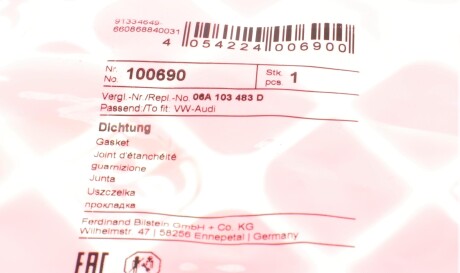 91334649
660868840031
4 054224 006900
Nr.
No. 100690 Stk. pcs. 1
Vergl.-Nr./Repl.-No. 06A 103 483 D
Passend./To fit: VW-Audi
Dichtung
Gasket
Joint d'étanchéité
guarnizione
Junta
Uszczelka
прокладка
Ferdinand Bilstein GmbH + Co. KG
Wilhelmstr. 47 | 58256 Ennepetal | Germany
EAC